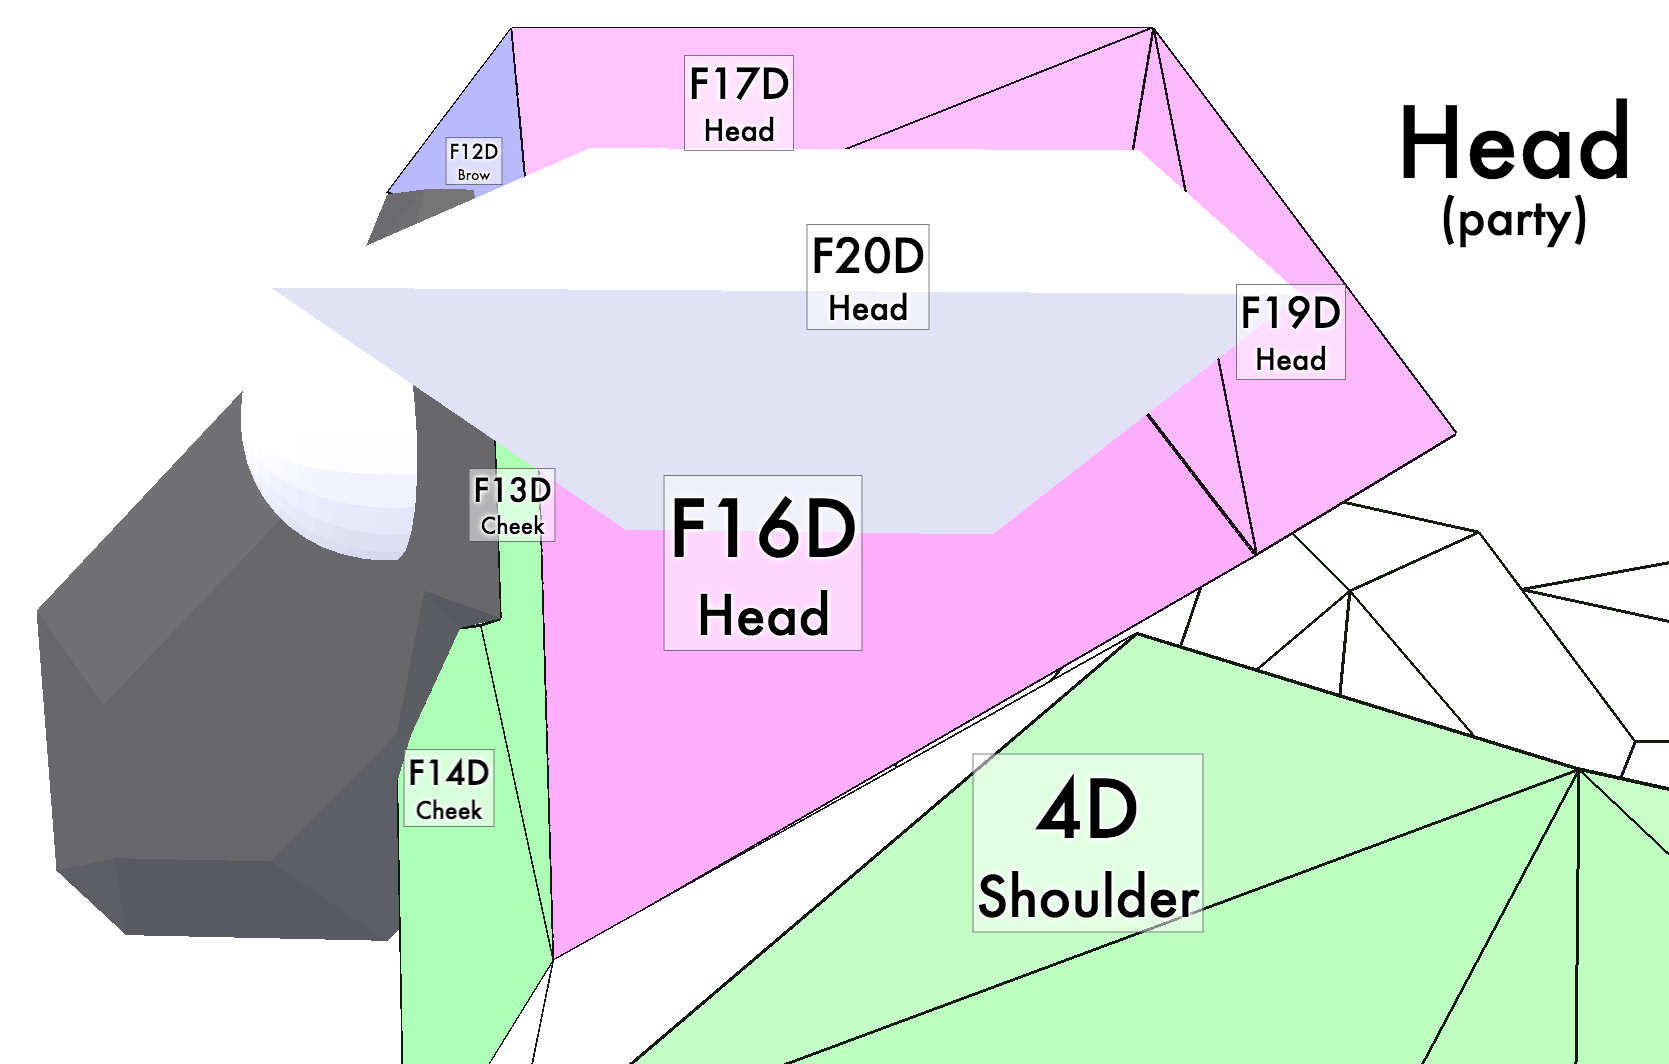 F17D
Head
Head
(party)
F12D
Brow
F20D
Head
F19D
Head
F13D
Cheek
F16D
Head
F14D
Cheek
4D
Shoulder